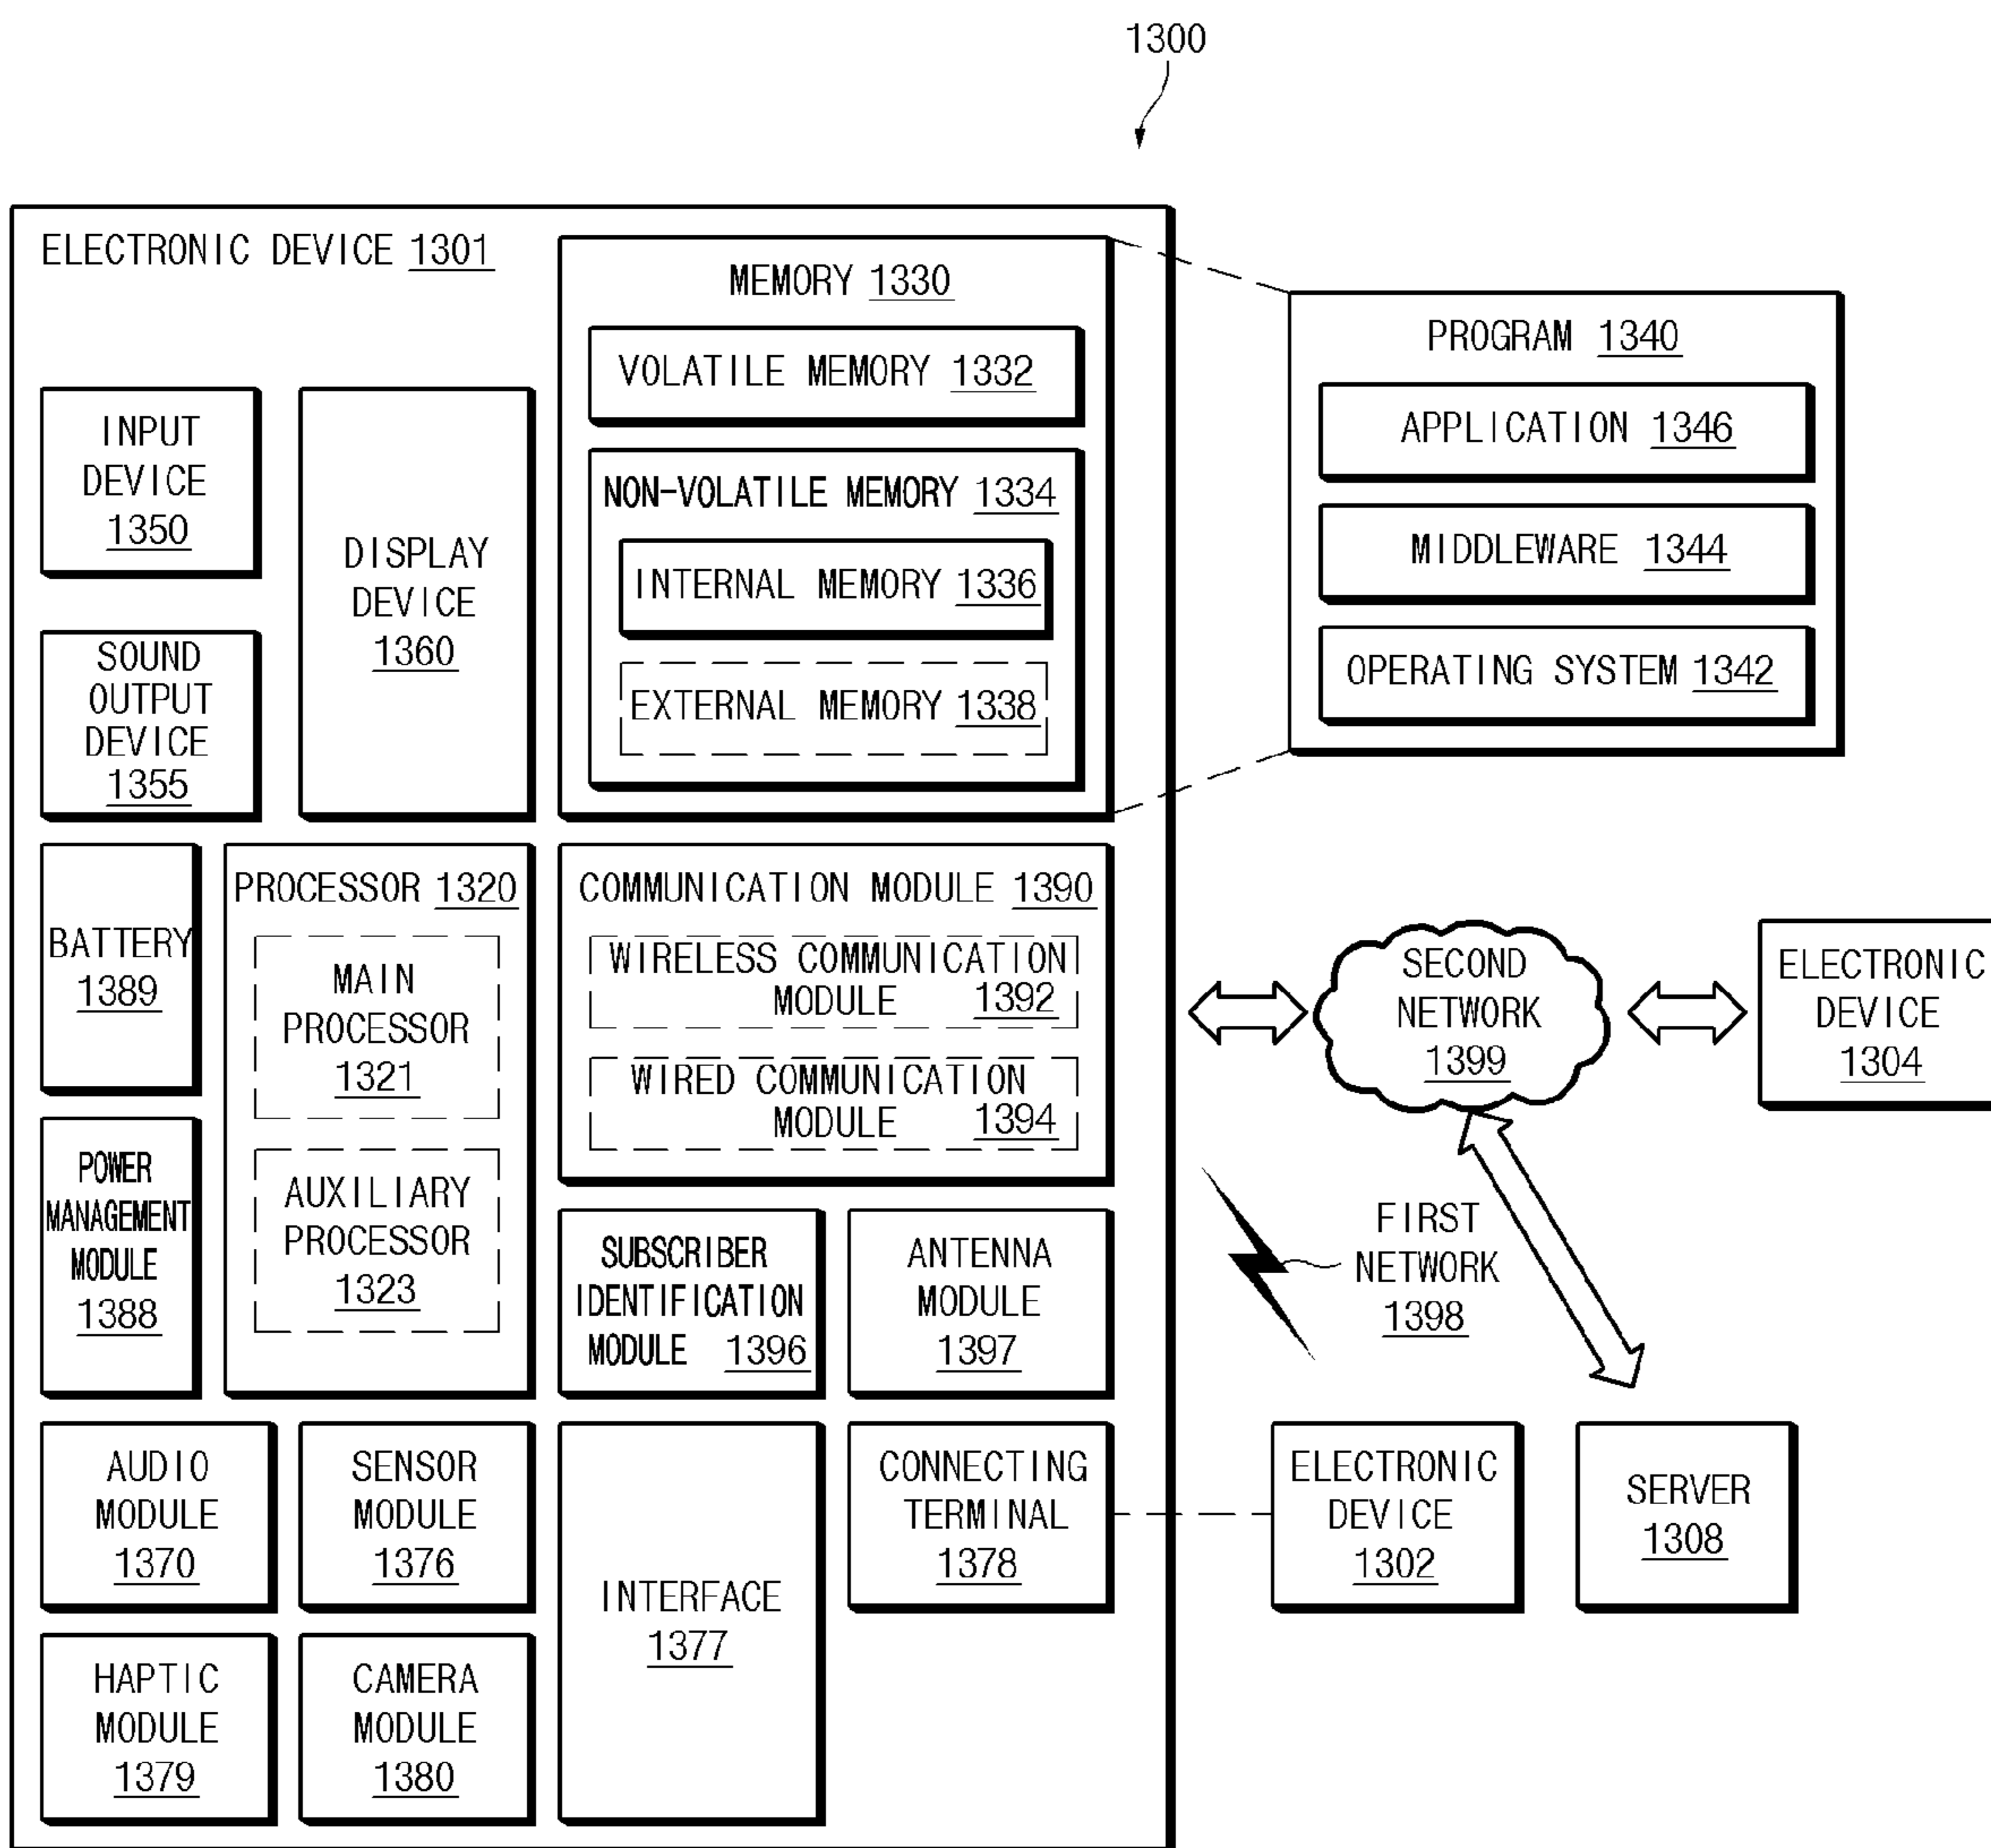 1300
ELECTRONIC DEVICE 1301
MEMORY 1330
VOLATILE MEMORY 1332
NON-VOLATILE MEMORY 1334
INTERNAL MEMORY 1336
EXTERNAL MEMORY 1338
PROGRAM 1340
APPLICATION 1346
MIDDLEWARE 1344
OPERATING SYSTEM 1342
INPUT
DEVICE
1350
DISPLAY
DEVICE
1360
SOUND
OUTPUT
DEVICE
1355
BATTERY
1389
PROCESSOR 1320
MAIN
PROCESSOR
1321
AUXILIARY
PROCESSOR
1323
COMMUNICATION MODULE 1390
WIRELESS COMMUNICATION
MODULE 1392
WIRED COMMUNICATION
MODULE 1394
SECOND
NETWORK
1399
ELECTRONIC
DEVICE
1304
POWER
MANAGEMENT
MODULE
1388
SUBSCRIBER
IDENTIFICATION
MODULE 1396
ANTENNA
MODULE
1397
FIRST
NETWORK
1398
AUDIO
MODULE
1370
SENSOR
MODULE
1376
INTERFACE
1377
CONNECTING
TERMINAL
1378
ELECTRONIC
DEVICE
1302
SERVER
1308
HAPTIC
MODULE
1379
CAMERA
MODULE
1380